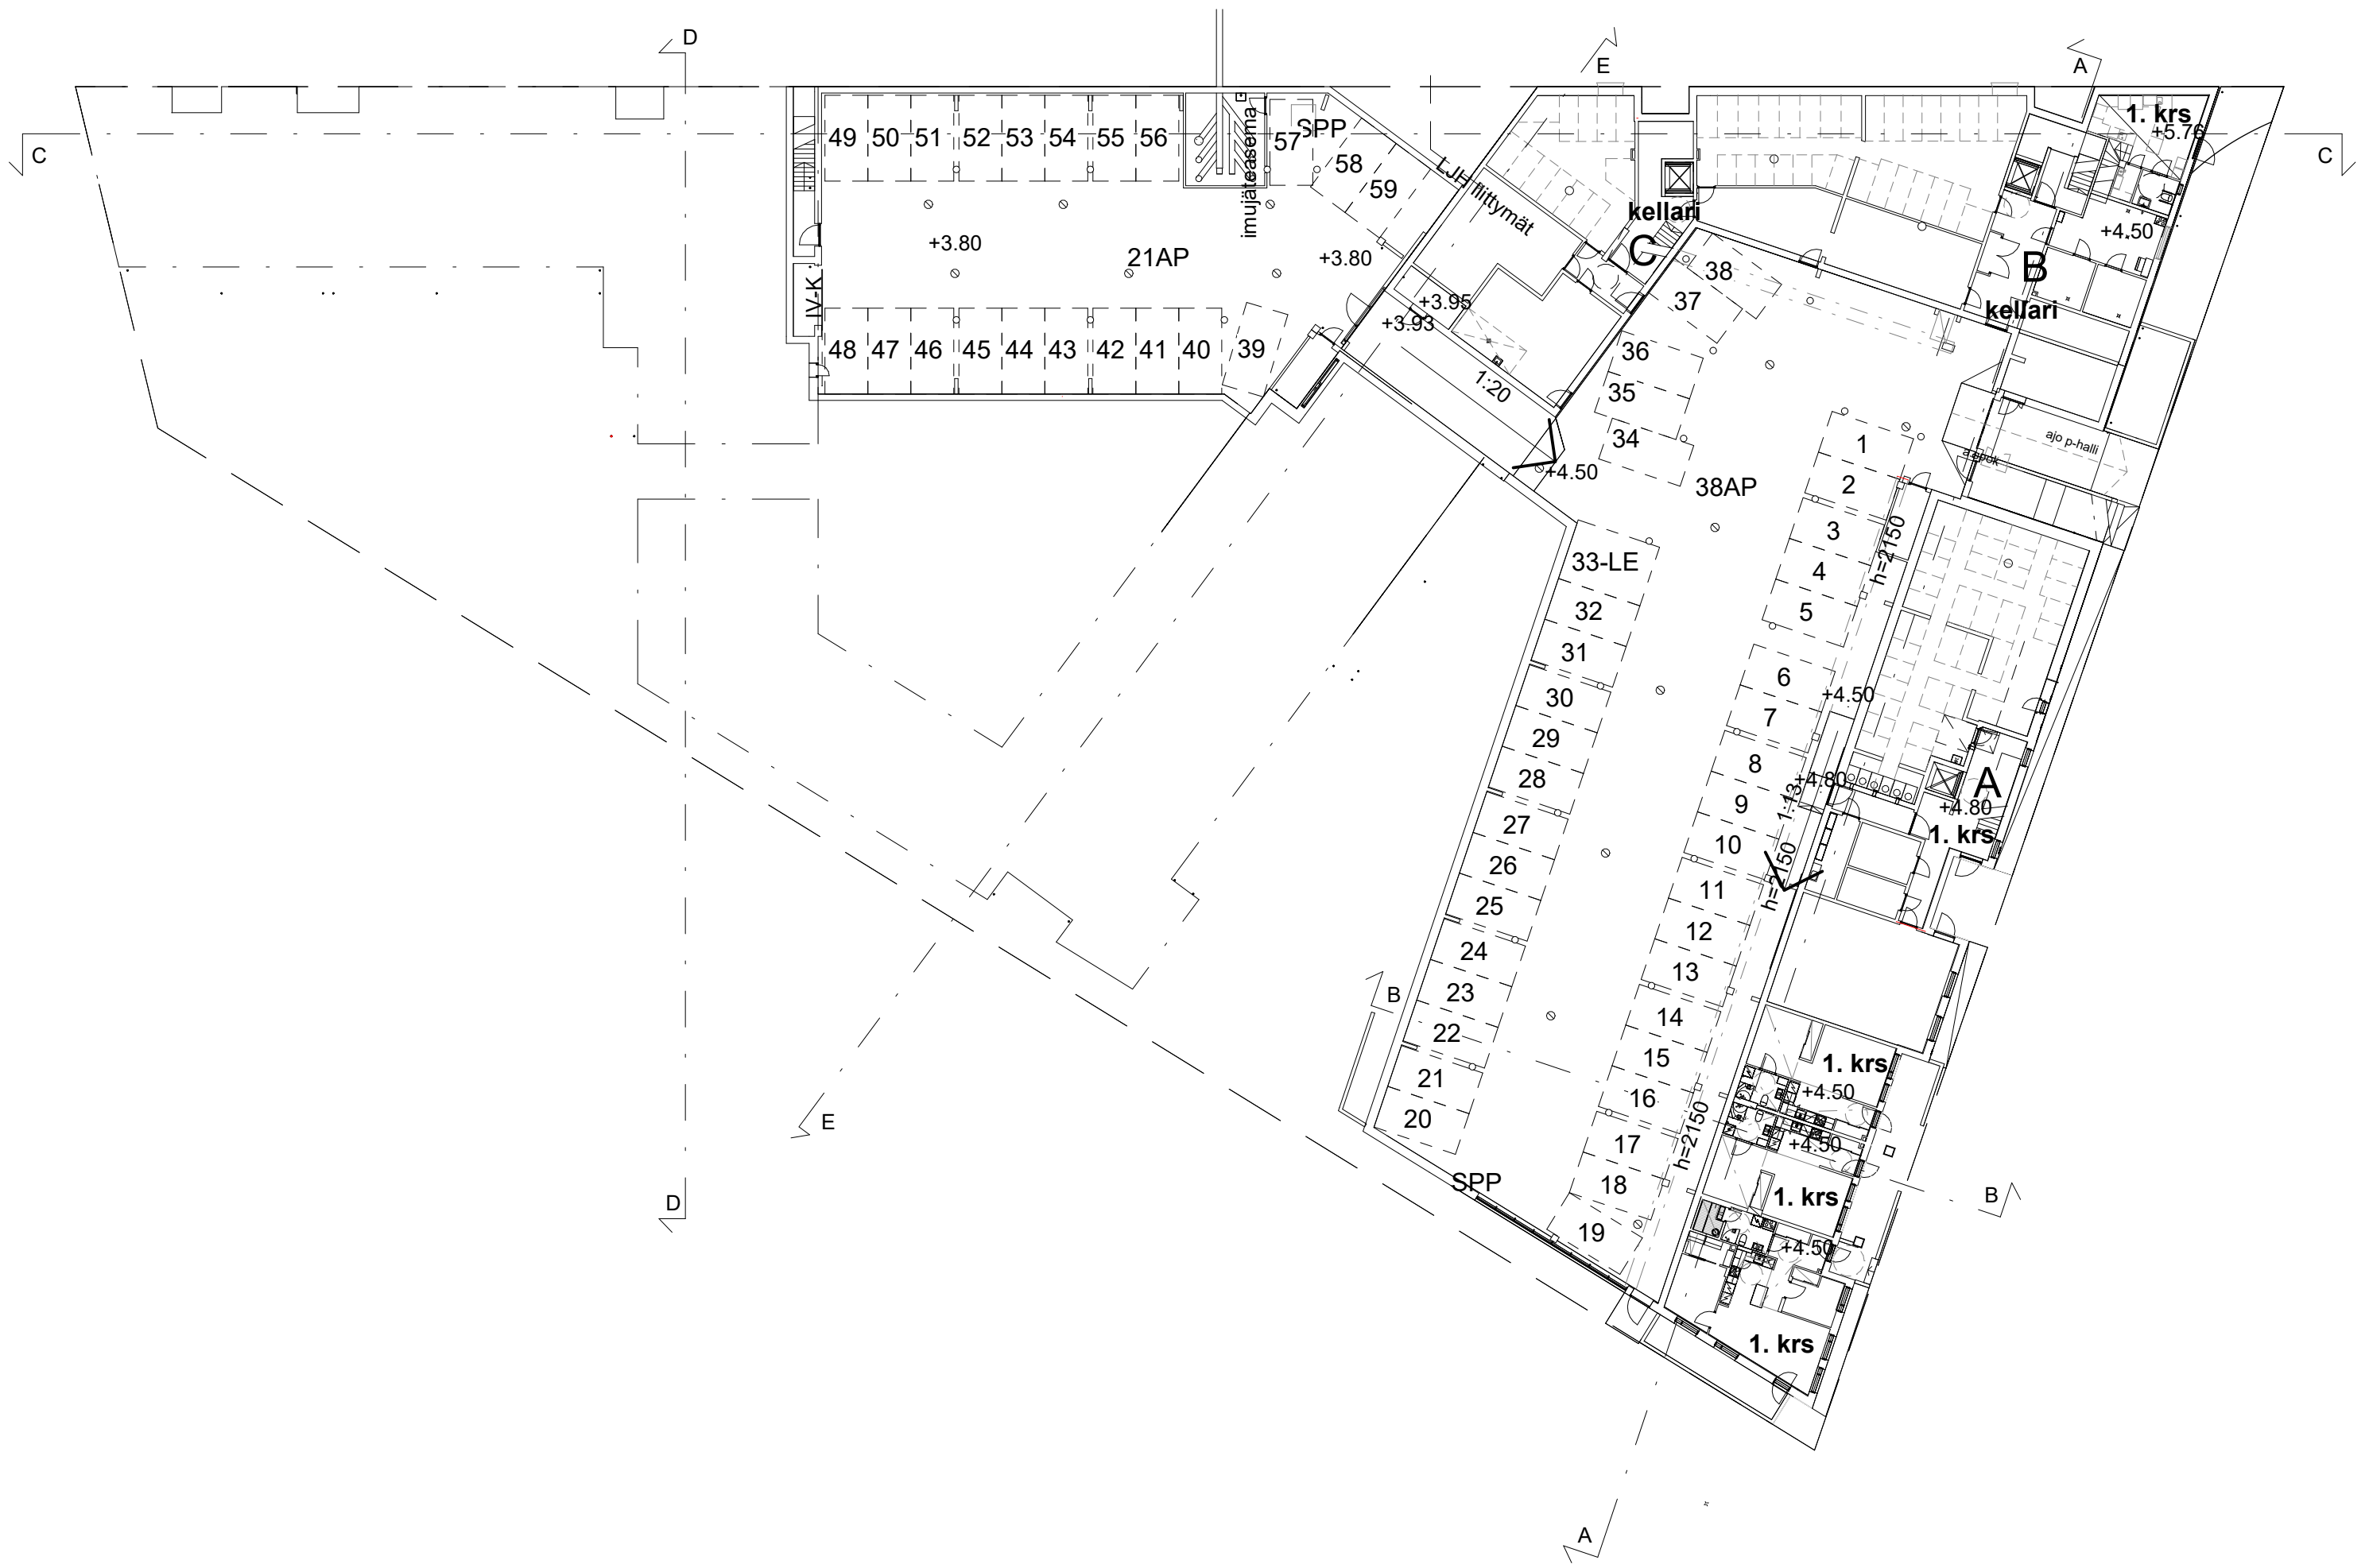 D
E
A
C
C
49 50 51 52 53 54 55 56
imujäteasema
57
SPP
58
59
1. krs
+5.76
LJH liittymät
kellari
C
+4.50
B
kellari
+3.80
21AP
+3.80
IV-K
+3.95
+3.93
1:20
48 47 46 45 44 43 42 41 40 39
38
37
36
35
34
+4.50
38AP
ajo p-halli
1
2
3
4
5
h=2150
33-LE
32
31
30
29
28
27
26
25
24
23
22
21
20
6
7
8
9
10
11
12
13
14
15
16
17
18
19
+4.50
+4.80
1:13
h=2150
A
+4.80
1. krs
B
1. krs
+4.50
+4.50
h=2150
1. krs
+4.50
1. krs
SPP
B
E
D
A